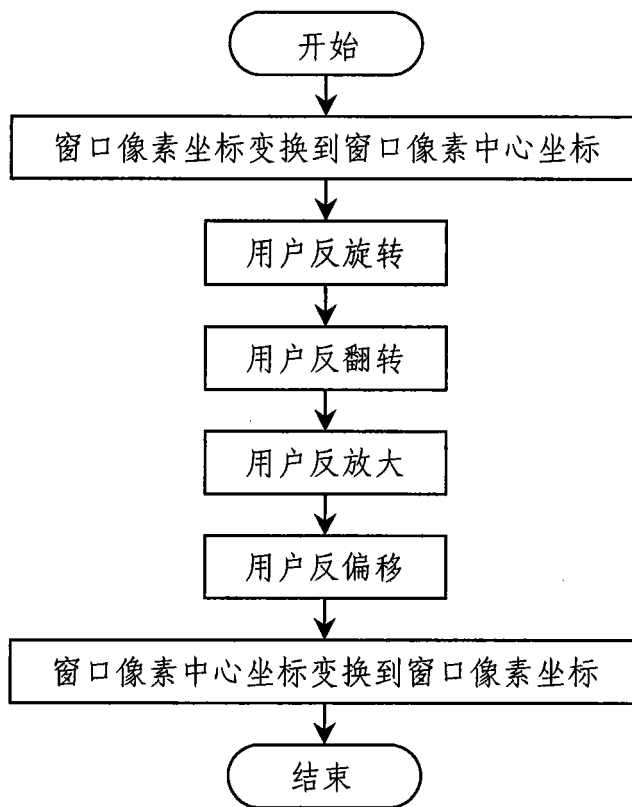 开始
窗口像素坐标变换到窗口像素中心坐标
用户反旋转
用户反翻转
用户反放大
用户反偏移
窗口像素中心坐标变换到窗口像素坐标
结束